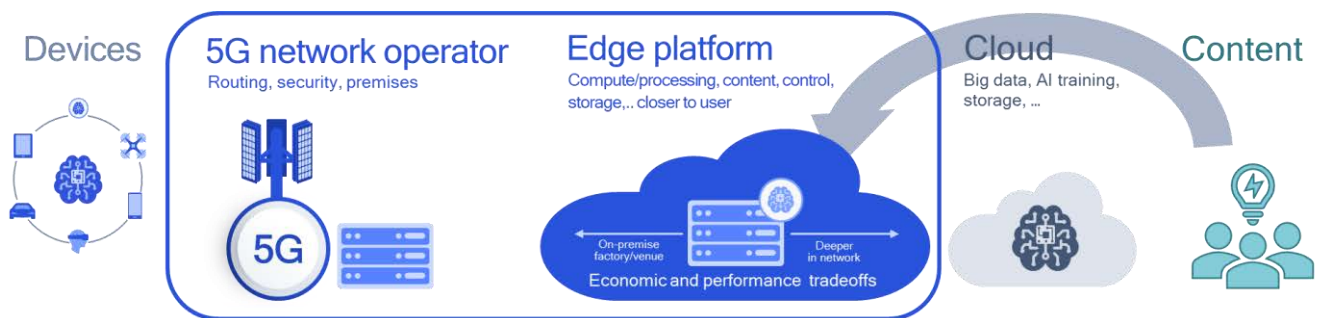 Devices
5G network operator
Routing, security, premises
5G
Edge platform
Compute/processing, content, control,
storage,.. closer to user
On-premise
factory/venue
Deeper
in network
Economic and performance tradeoffs
Cloud
Big data, AI training,
storage, ...
Content